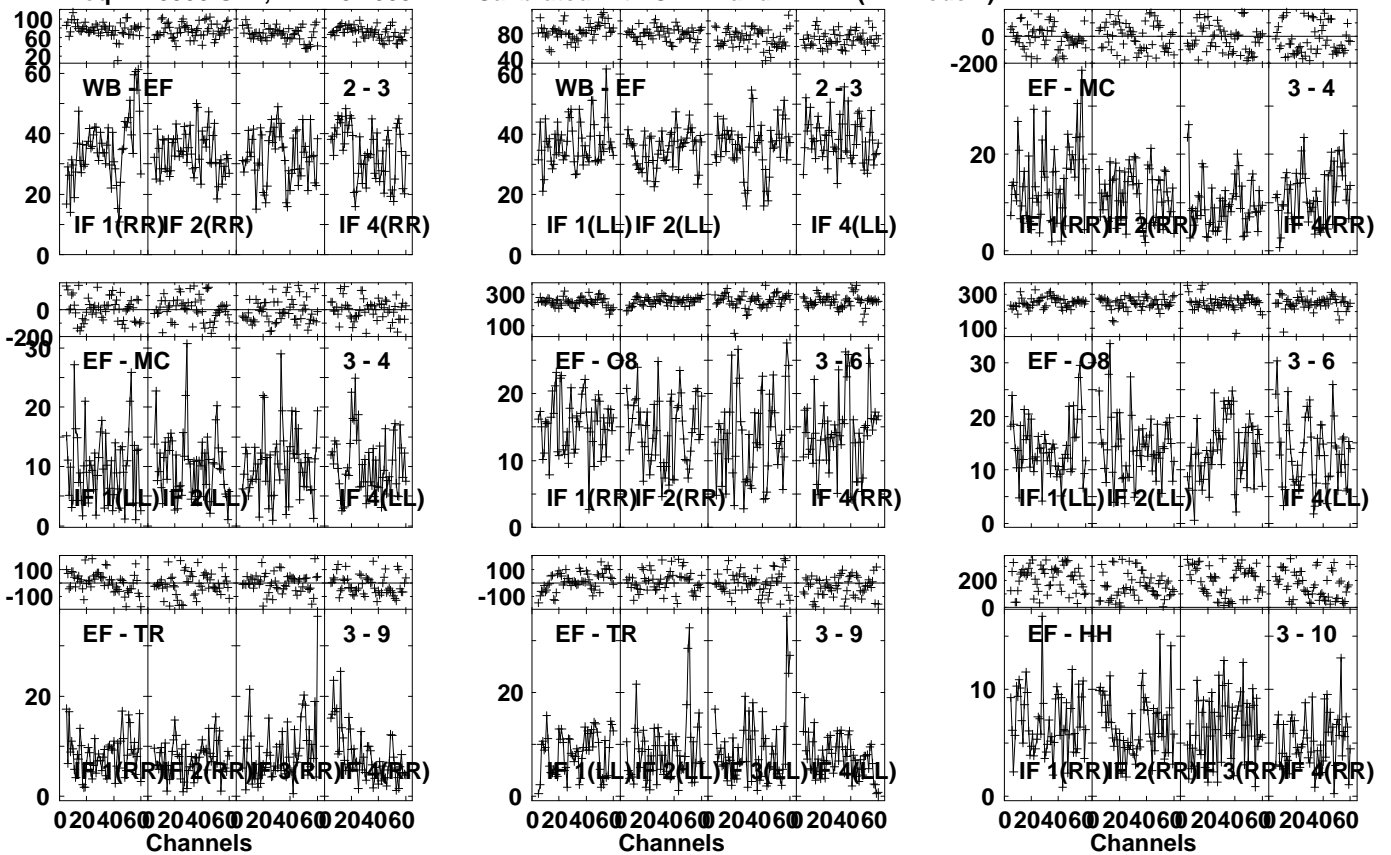 100
60
20
60
WB - EF 2 - 3
40
20
IF 1(RR) IF 2(RR) IF 4(RR)
0
80
40
60
WB - EF 2 - 3
40
20
IF 1(LL) IF 2(LL) IF 4(LL)
0
0
-200
EF - MC 3 - 4
20
IF 1(RR) IF 2(RR) IF 4(RR)
0
0
-200
30
EF - MC 3 - 4
20
10
IF 1(LL) IF 2(LL) IF 4(LL)
0
300
100
EF - O8 3 - 6
20
10
IF 1(RR) IF 2(RR) IF 4(RR)
0
300
100
30
EF - O8 3 - 6
20
10
IF 1(LL) IF 2(LL) IF 4(LL)
0
100
-100
EF - TR 3 - 9
20
IF 1(RR) IF 2(RR) IF 3(RR) IF 4(RR)
0
0 20 40 60 0 20 40 60 0 20 40 60 0 20 40 60
Channels
100
-100
EF - TR 3 - 9
20
IF 1(LL) IF 2(LL) IF 3(LL) IF 4(LL)
0
0 20 40 60 0 20 40 60 0 20 40 60 0 20 40 60
Channels
200
0
EF - HH 3 - 10
10
IF 1(RR) IF 2(RR) IF 3(RR) IF 4(RR)
0
0 20 40 60 0 20 40 60 0 20 40 60 0 20 40 60
Channels